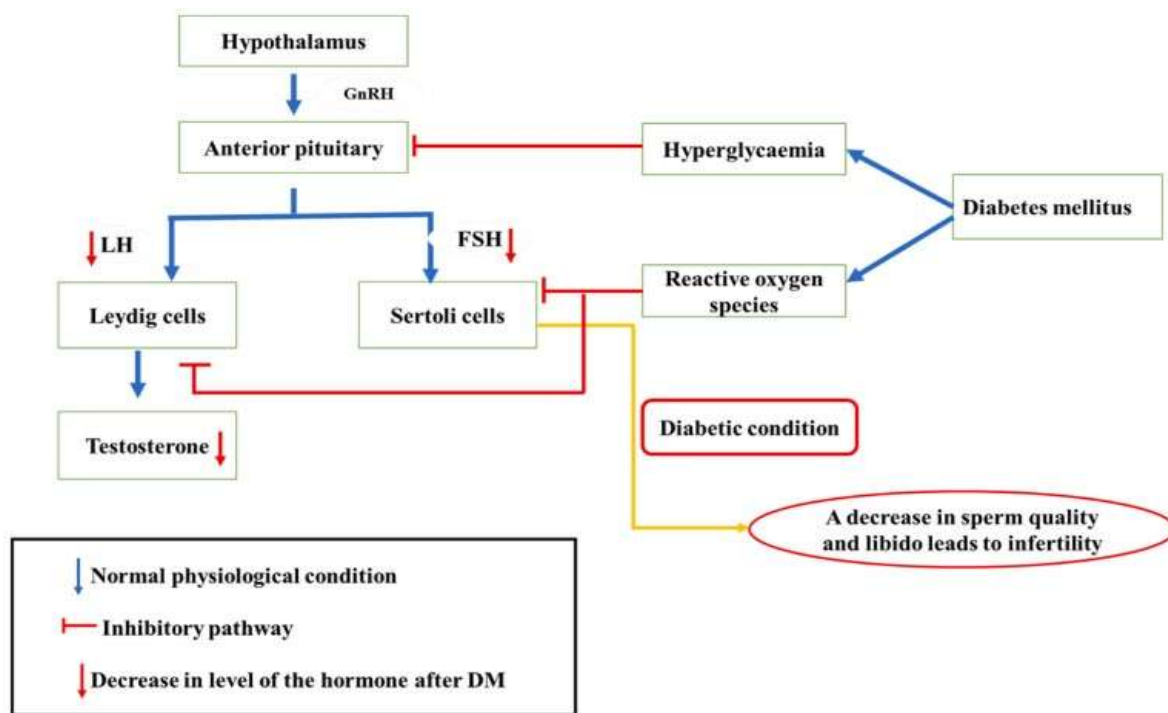 Hypothalamus
GnRH
Anterior pituitary
Hyperglycaemia
Diabetes mellitus
LH
FSH
Reactive oxygen
species
Leydig cells
Sertoli cells
Testosterone
Diabetic condition
A decrease in sperm quality
and libido leads to infertility
Normal physiological condition
Inhibitory pathway
Decrease in level of the hormone after DM